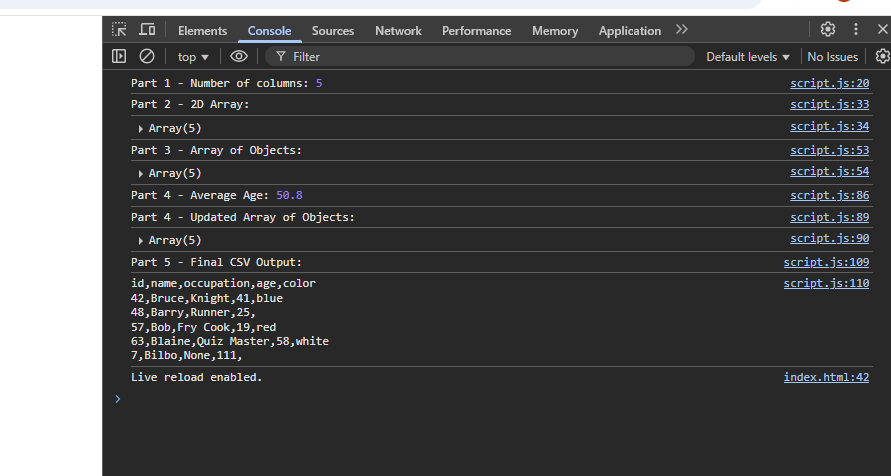 Elements Console Sources Network Performance Memory Application
top Filter Default levels No Issues
Part 1 - Number of columns: 5 script.js:20
Part 2 - 2D Array: script.js:33
Array(5) script.js:34
Part 3 - Array of Objects: script.js:53
Array(5) script.js:54
Part 4 - Average Age: 50.8 script.js:86
Part 4 - Updated Array of Objects: script.js:89
Array(5) script.js:90
Part 5 - Final CSV Output: script.js:109
id,name,occupation,age,color script.js:110
42,Bruce,Knight,41,blue
48,Barry,Runner,25,
57,Bob,Fry Cook,19,red
63,Blaine,Quiz Master,58,white
7,Bilbo,None,111,
Live reload enabled. index.html:42